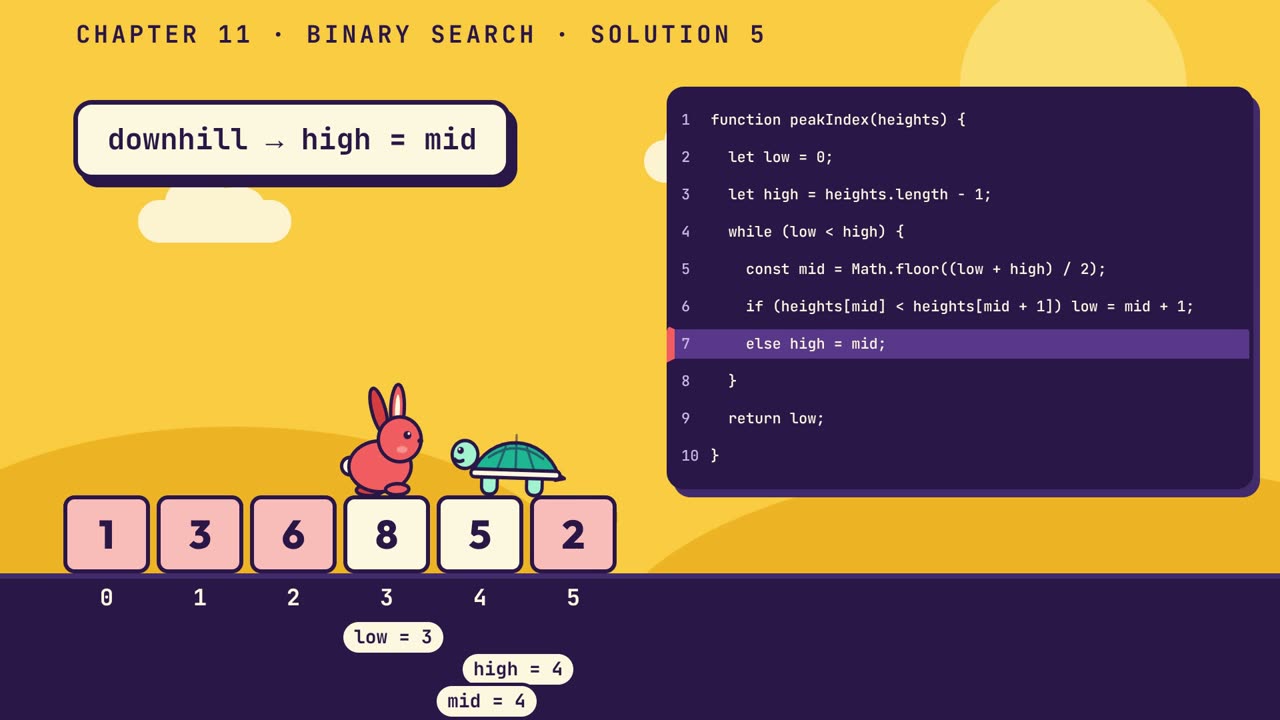 CHAPTER 11 · BINARY SEARCH · SOLUTION 5
downhill → high = mid
1 function peakIndex(heights) {
2 let low = 0;
3 let high = heights.length - 1;
4 while (low < high) {
5 const mid = Math.floor((low + high) / 2);
6 if (heights[mid] < heights[mid + 1]) low = mid + 1;
7 else high = mid;
8 }
9 return low;
10 }
1 3 6 8 5 2
0 1 2 3 4 5
low = 3
high = 4
mid = 4